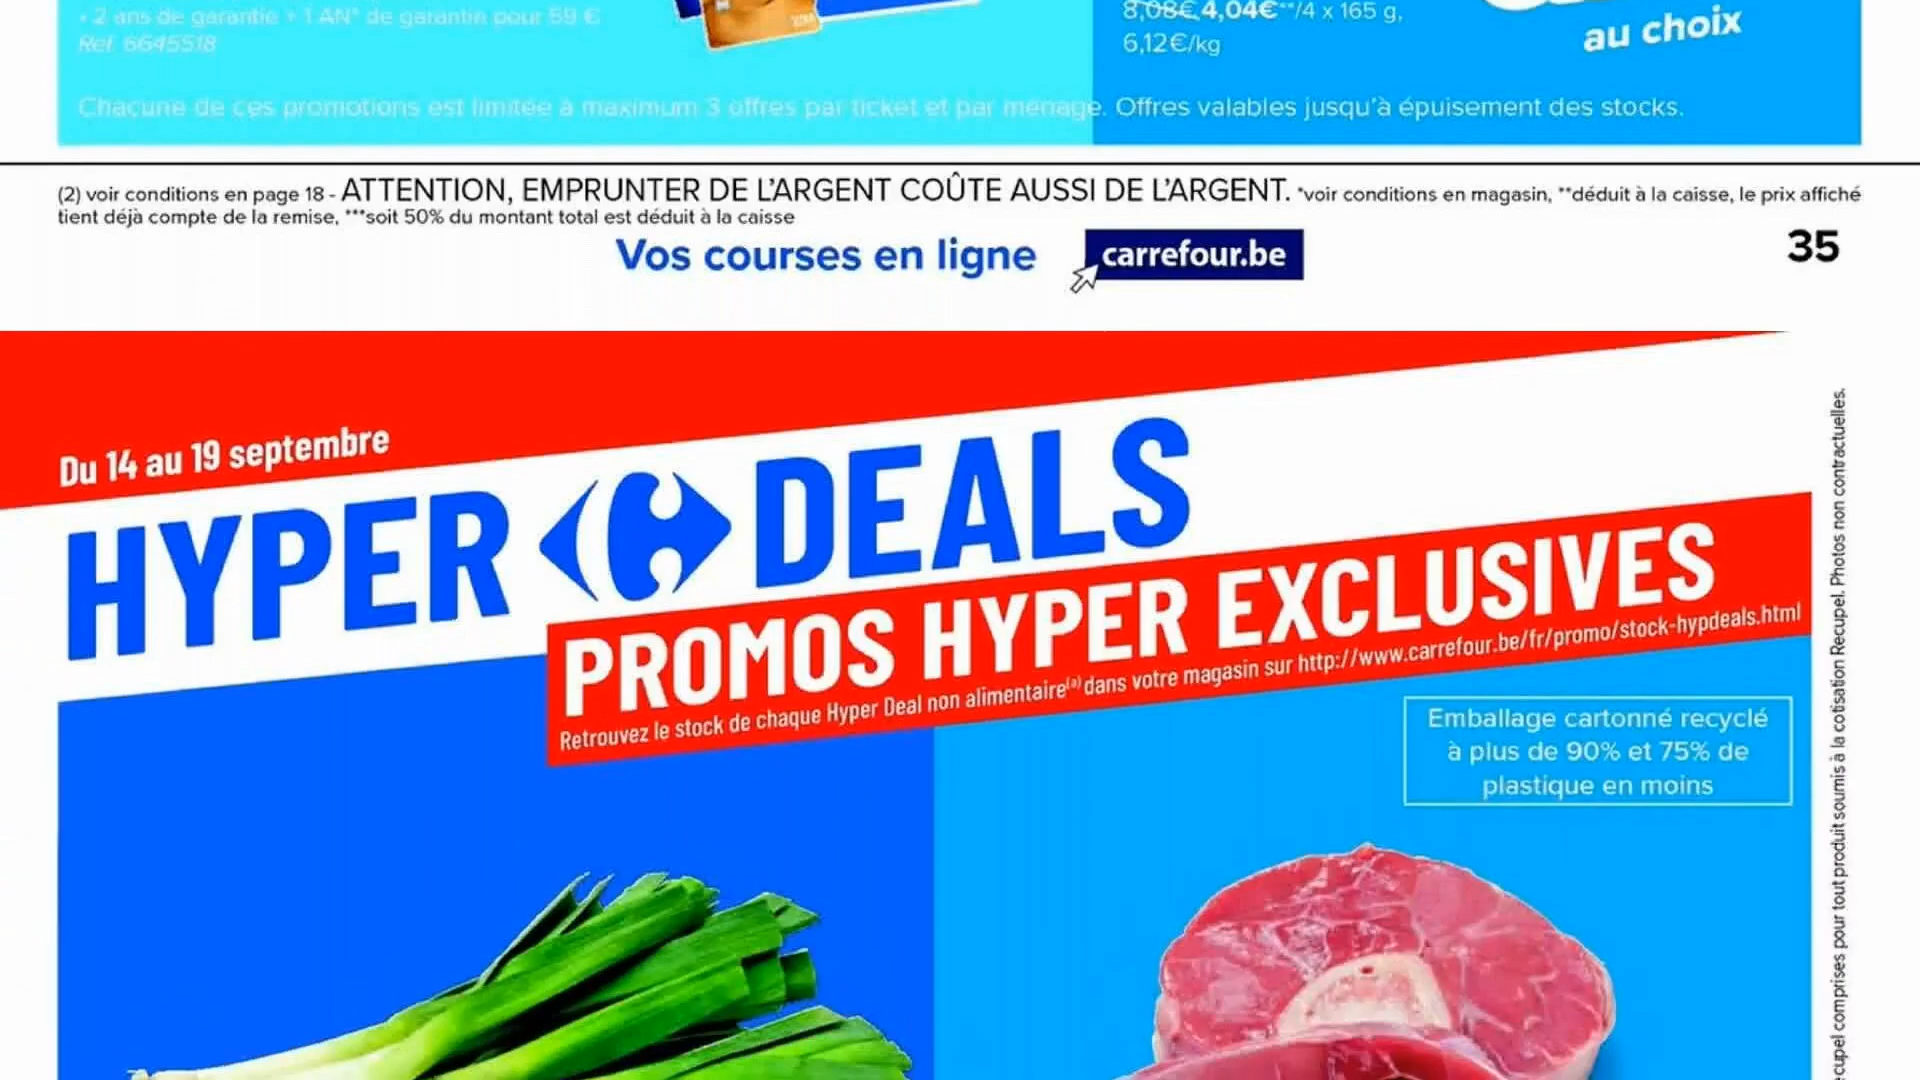 + 2 ans de garantie + 1 AN* de garantie pour 59 €
Ref. 6645518
8,08€ 4,04€**/4 x 165 g,
6,12€/kg
au choix
Chacune de ces promotions est limitée à maximum 3 offres par ticket et par ménage. Offres valables jusqu'à épuisement des stocks.
(2) voir conditions en page 18 - ATTENTION, EMPRUNTER DE L'ARGENT COÛTE AUSSI DE L'ARGENT. *voir conditions en magasin, **déduit à la caisse, le prix affiché
tient déjà compte de la remise, ***soit 50% du montant total est déduit à la caisse
Vos courses en ligne
carrefour.be
35
Du 14 au 19 septembre
HYPER DEALS
PROMOS HYPER EXCLUSIVES
Retrouvez le stock de chaque Hyper Deal non alimentaire(a) dans votre magasin sur http://www.carrefour.be/fr/promo/stock-hypdeals.html
Emballage cartonné recyclé
à plus de 90% et 75% de
plastique en moins
comprises pour tout produit soumis à la cotisation Recupel. Photos non contractuelles.